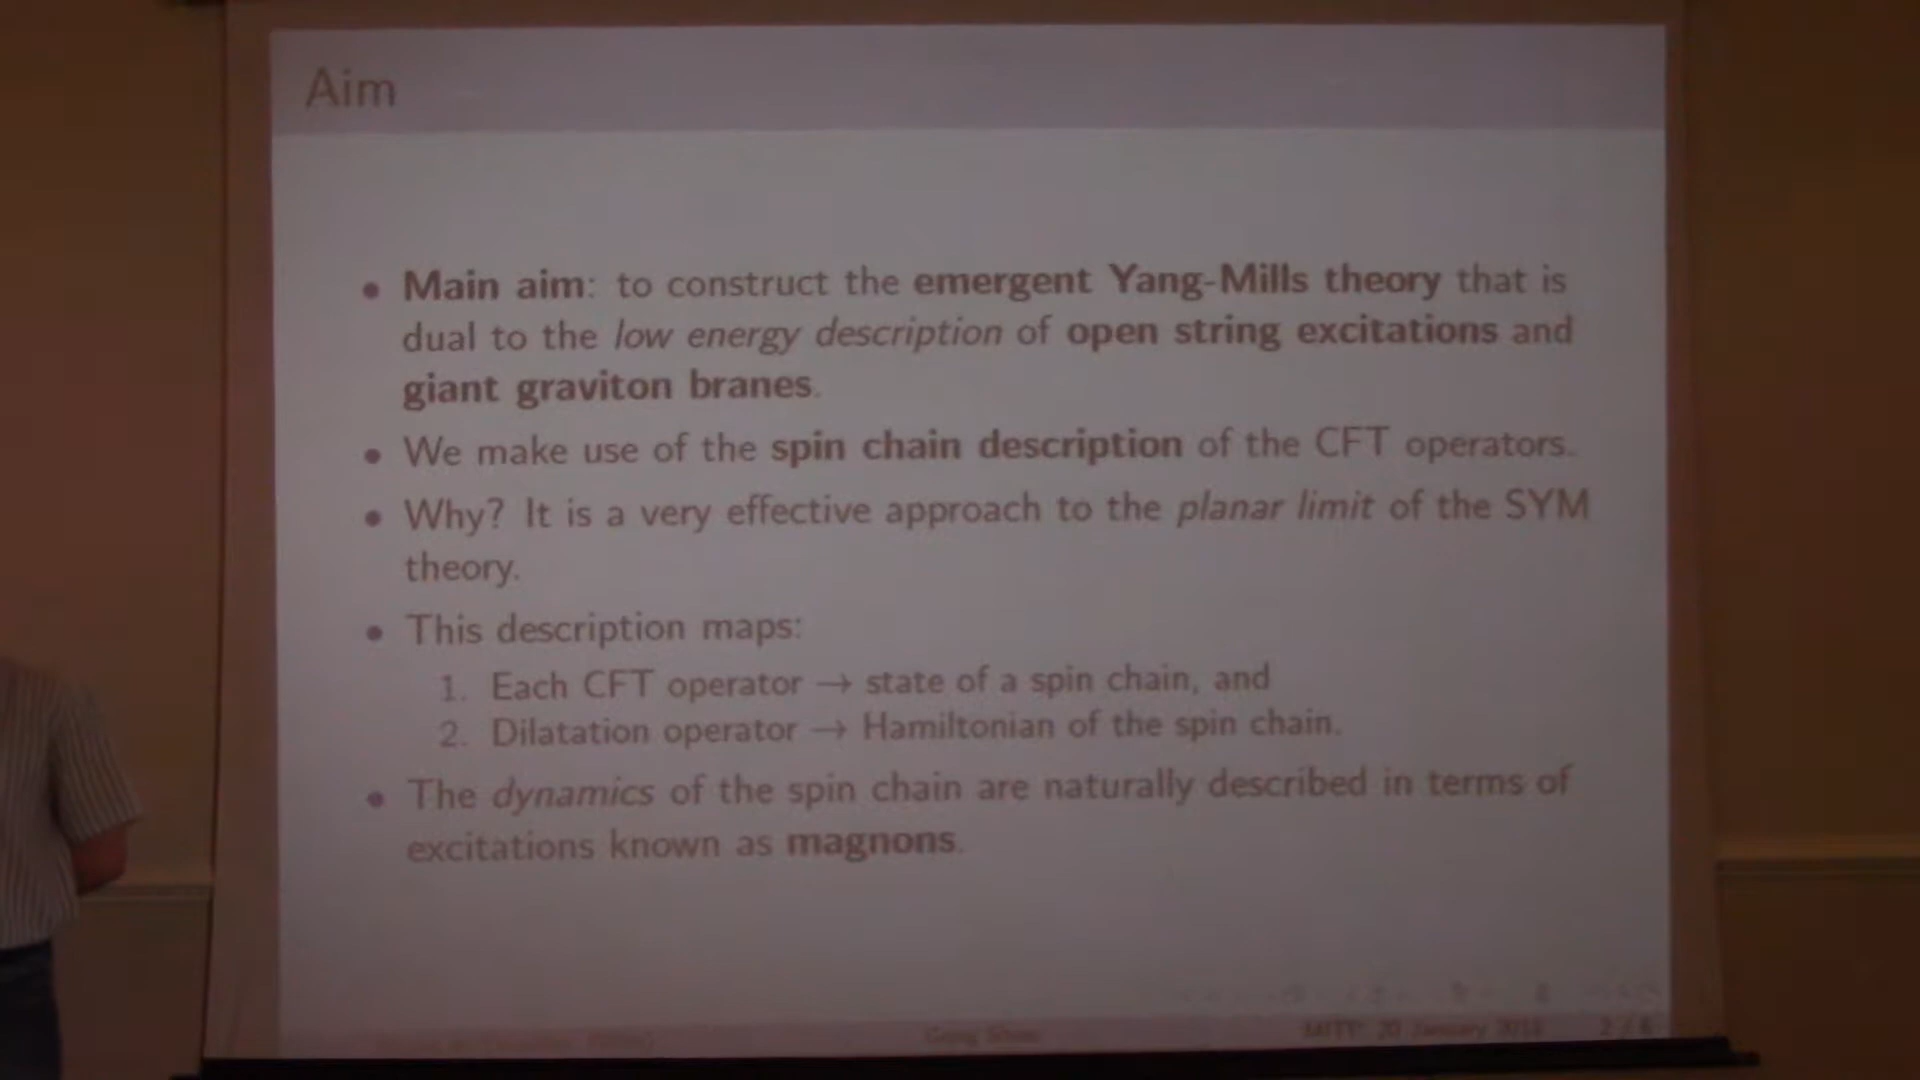 Aim
• Main aim: to construct the emergent Yang-Mills theory that is
dual to the low energy description of open string excitations and
giant graviton branes.
• We make use of the spin chain description of the CFT operators.
• Why? It is a very effective approach to the planar limit of the SYM
theory.
• This description maps:
1. Each CFT operator → state of a spin chain, and
2. Dilatation operator → Hamiltonian of the spin chain.
• The dynamics of the spin chain are naturally described in terms of
excitations known as magnons.
20 January 2 / 6